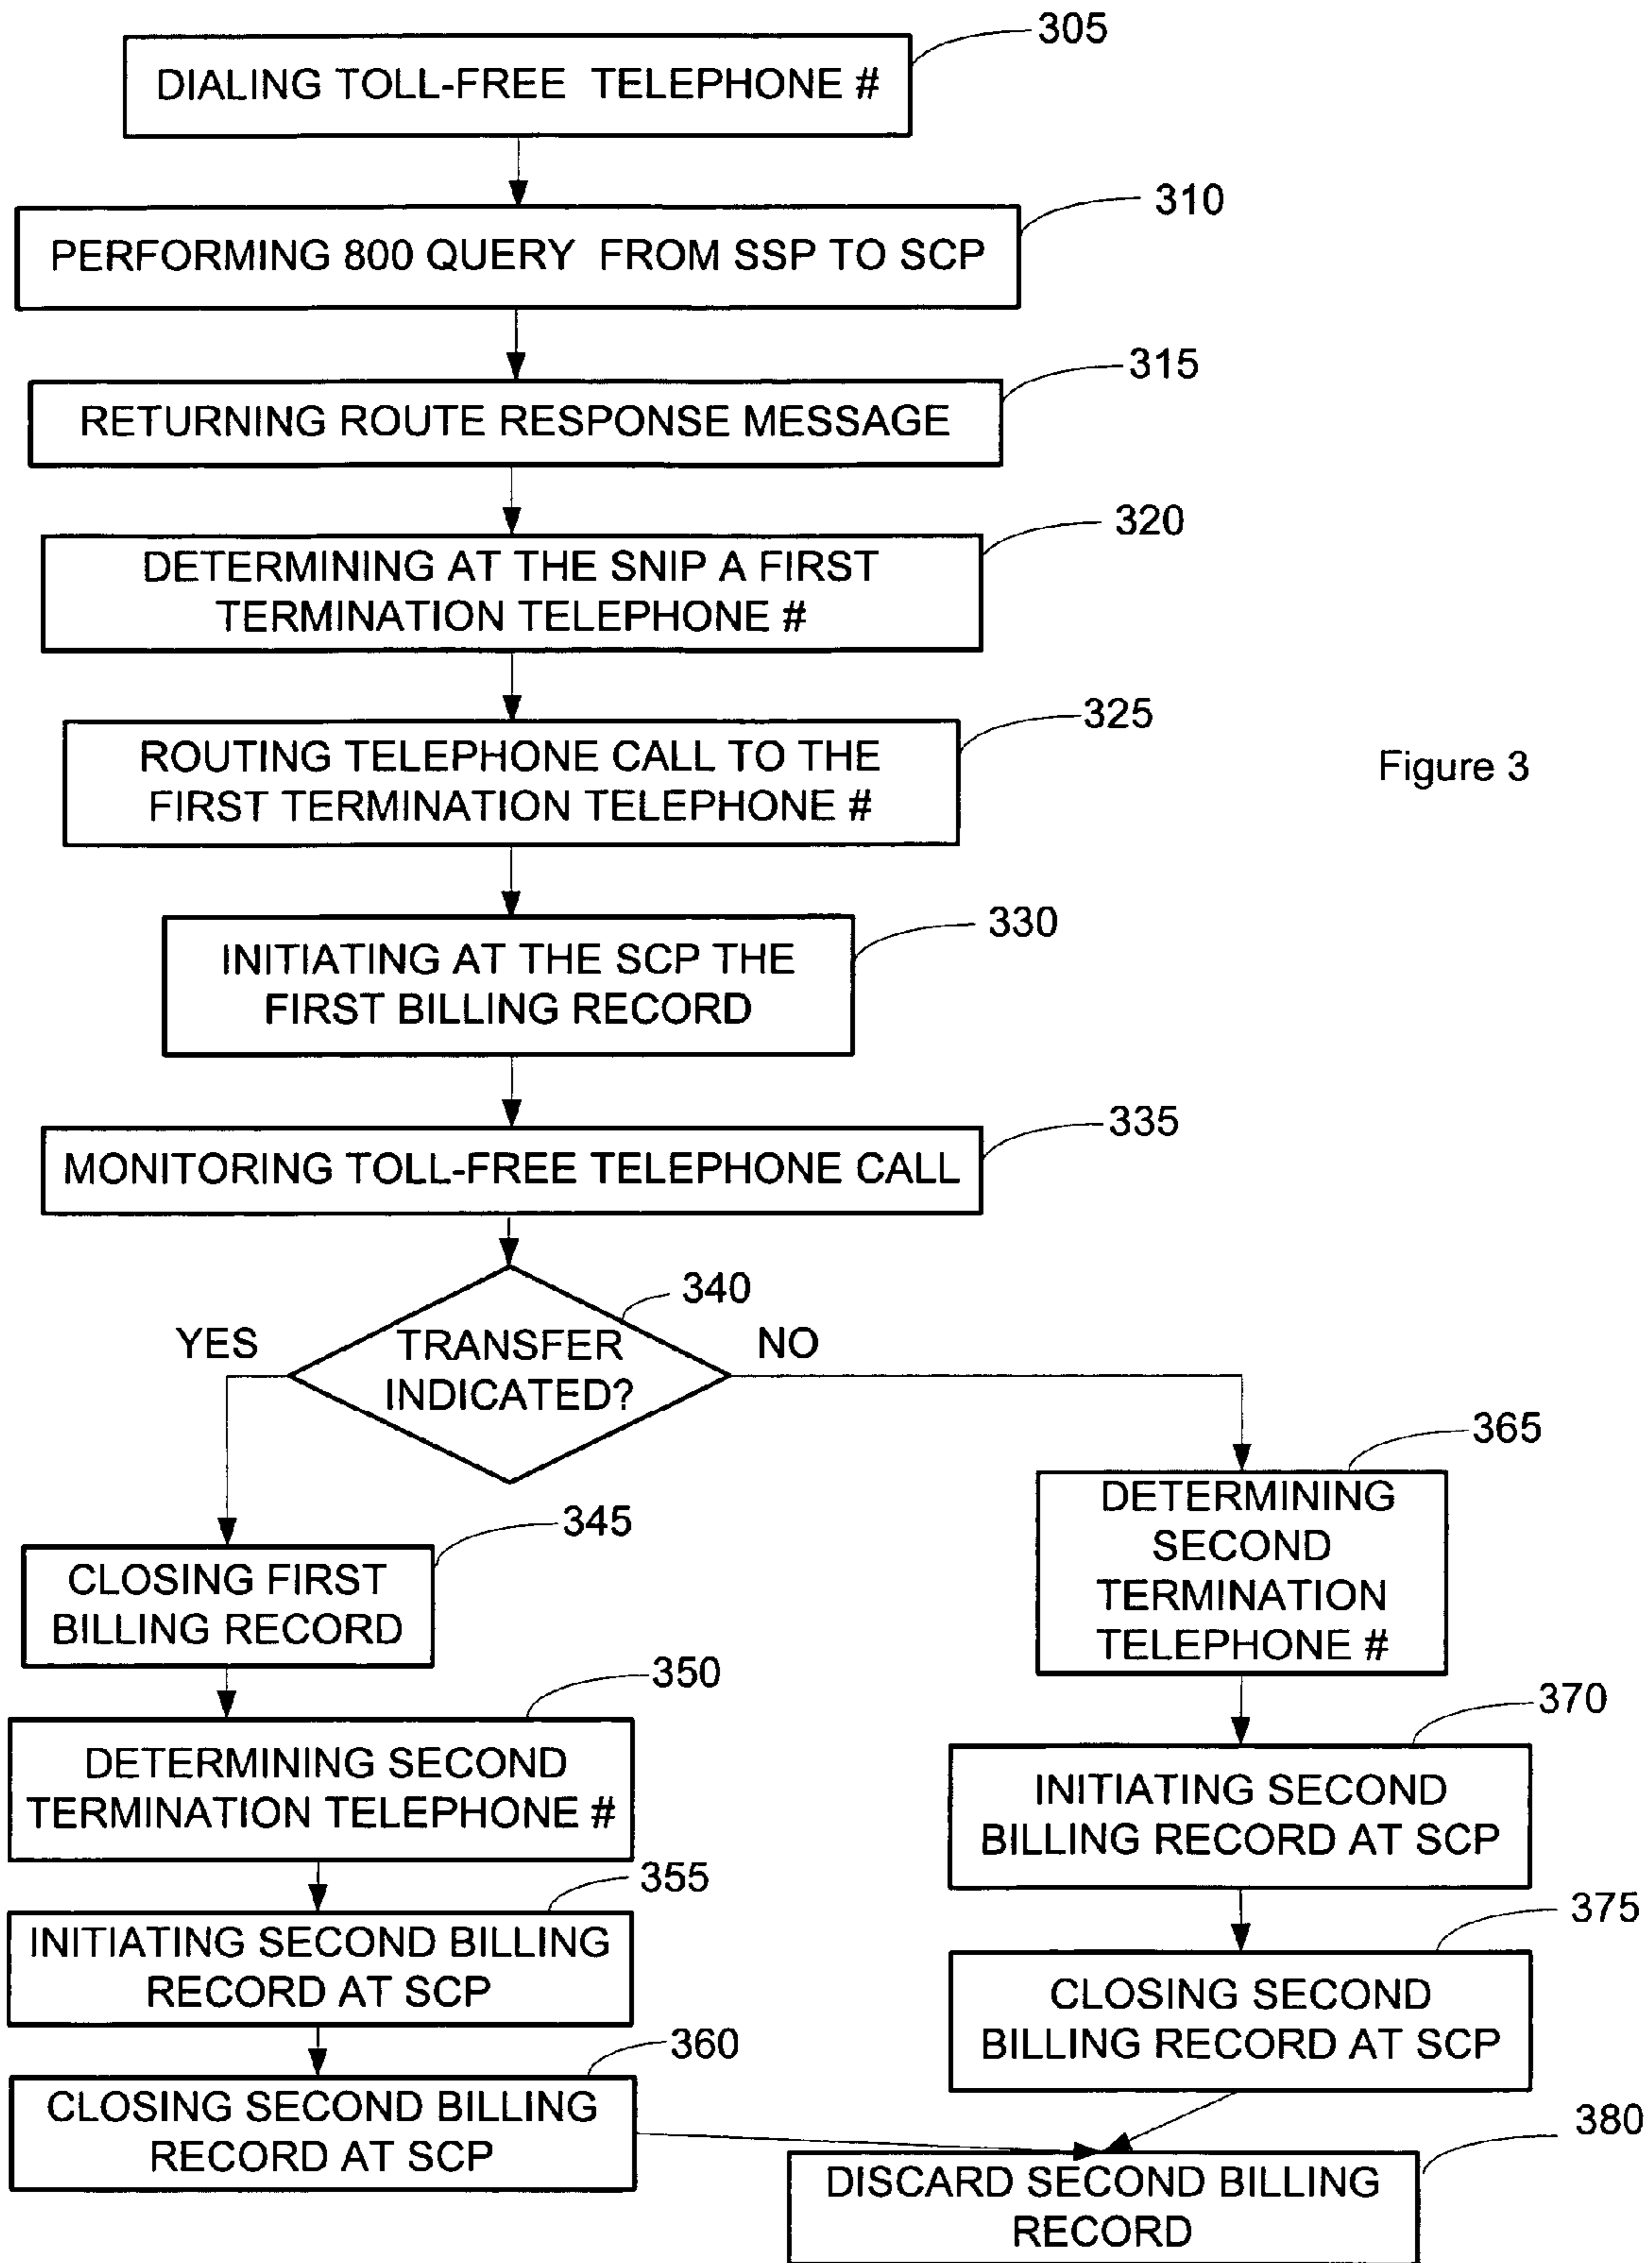 305
DIALING TOLL-FREE TELEPHONE #
310
PERFORMING 800 QUERY FROM SSP TO SCP
315
RETURNING ROUTE RESPONSE MESSAGE
320
DETERMINING AT THE SNIP A FIRST
TERMINATION TELEPHONE #
325
ROUTING TELEPHONE CALL TO THE
FIRST TERMINATION TELEPHONE #
Figure 3
330
INITIATING AT THE SCP THE
FIRST BILLING RECORD
335
MONITORING TOLL-FREE TELEPHONE CALL
340
YES
TRANSFER
INDICATED?
NO
345
CLOSING FIRST
BILLING RECORD
350
DETERMINING SECOND
TERMINATION TELEPHONE #
355
INITIATING SECOND BILLING
RECORD AT SCP
360
CLOSING SECOND BILLING
RECORD AT SCP
365
DETERMINING
SECOND
TERMINATION
TELEPHONE #
370
INITIATING SECOND
BILLING RECORD AT SCP
375
CLOSING SECOND
BILLING RECORD AT SCP
380
DISCARD SECOND BILLING
RECORD